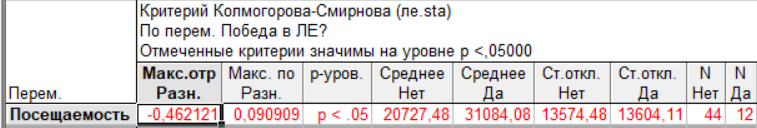 Критерий Колмогорова-Смирнова (ле.sta)
По перем. Победа в ЛЕ?
Отмеченные критерии значимы на уровне p <,05000
Перем. Макс.отр Разн. Макс. по Разн. p-уров. Среднее Нет Среднее Да Ст.откл. Нет Ст.откл. Да N Нет N Да
Посещаемость -0,462121 0,090909 p < .05 20727,48 31084,08 13574,48 13604,11 44 12